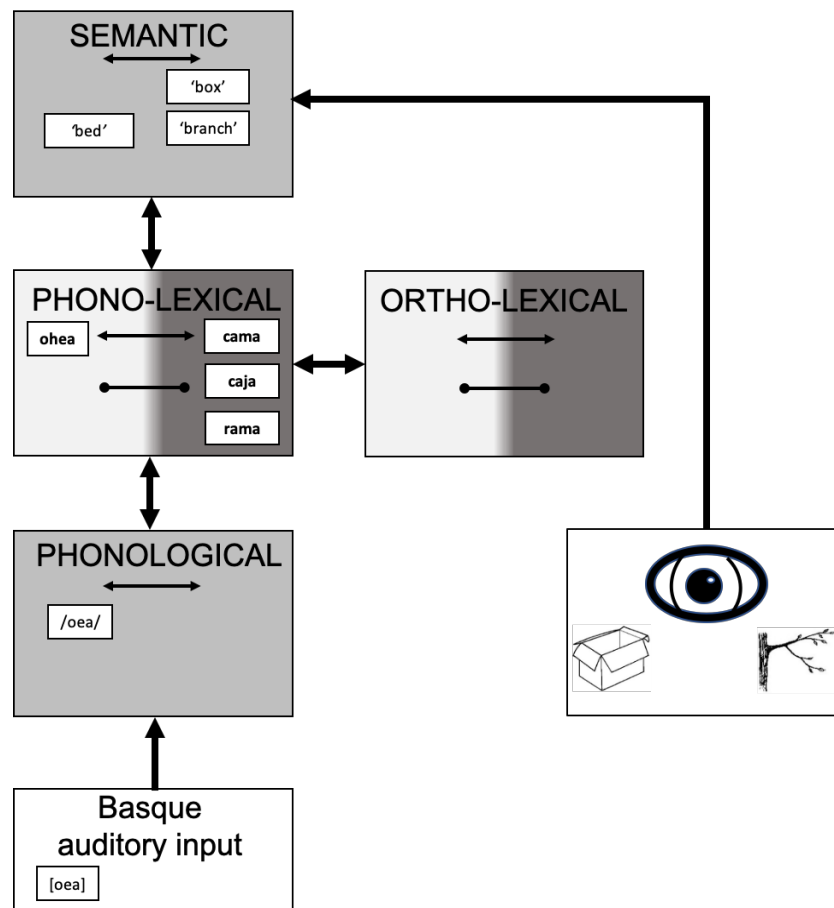 SEMANTIC
‘box’
‘bed’
‘branch’
PHONO-LEXICAL
ohea
cama
caja
rama
ORTHO-LEXICAL
PHONOLOGICAL
/oea/
Basque
auditory input
[oea]